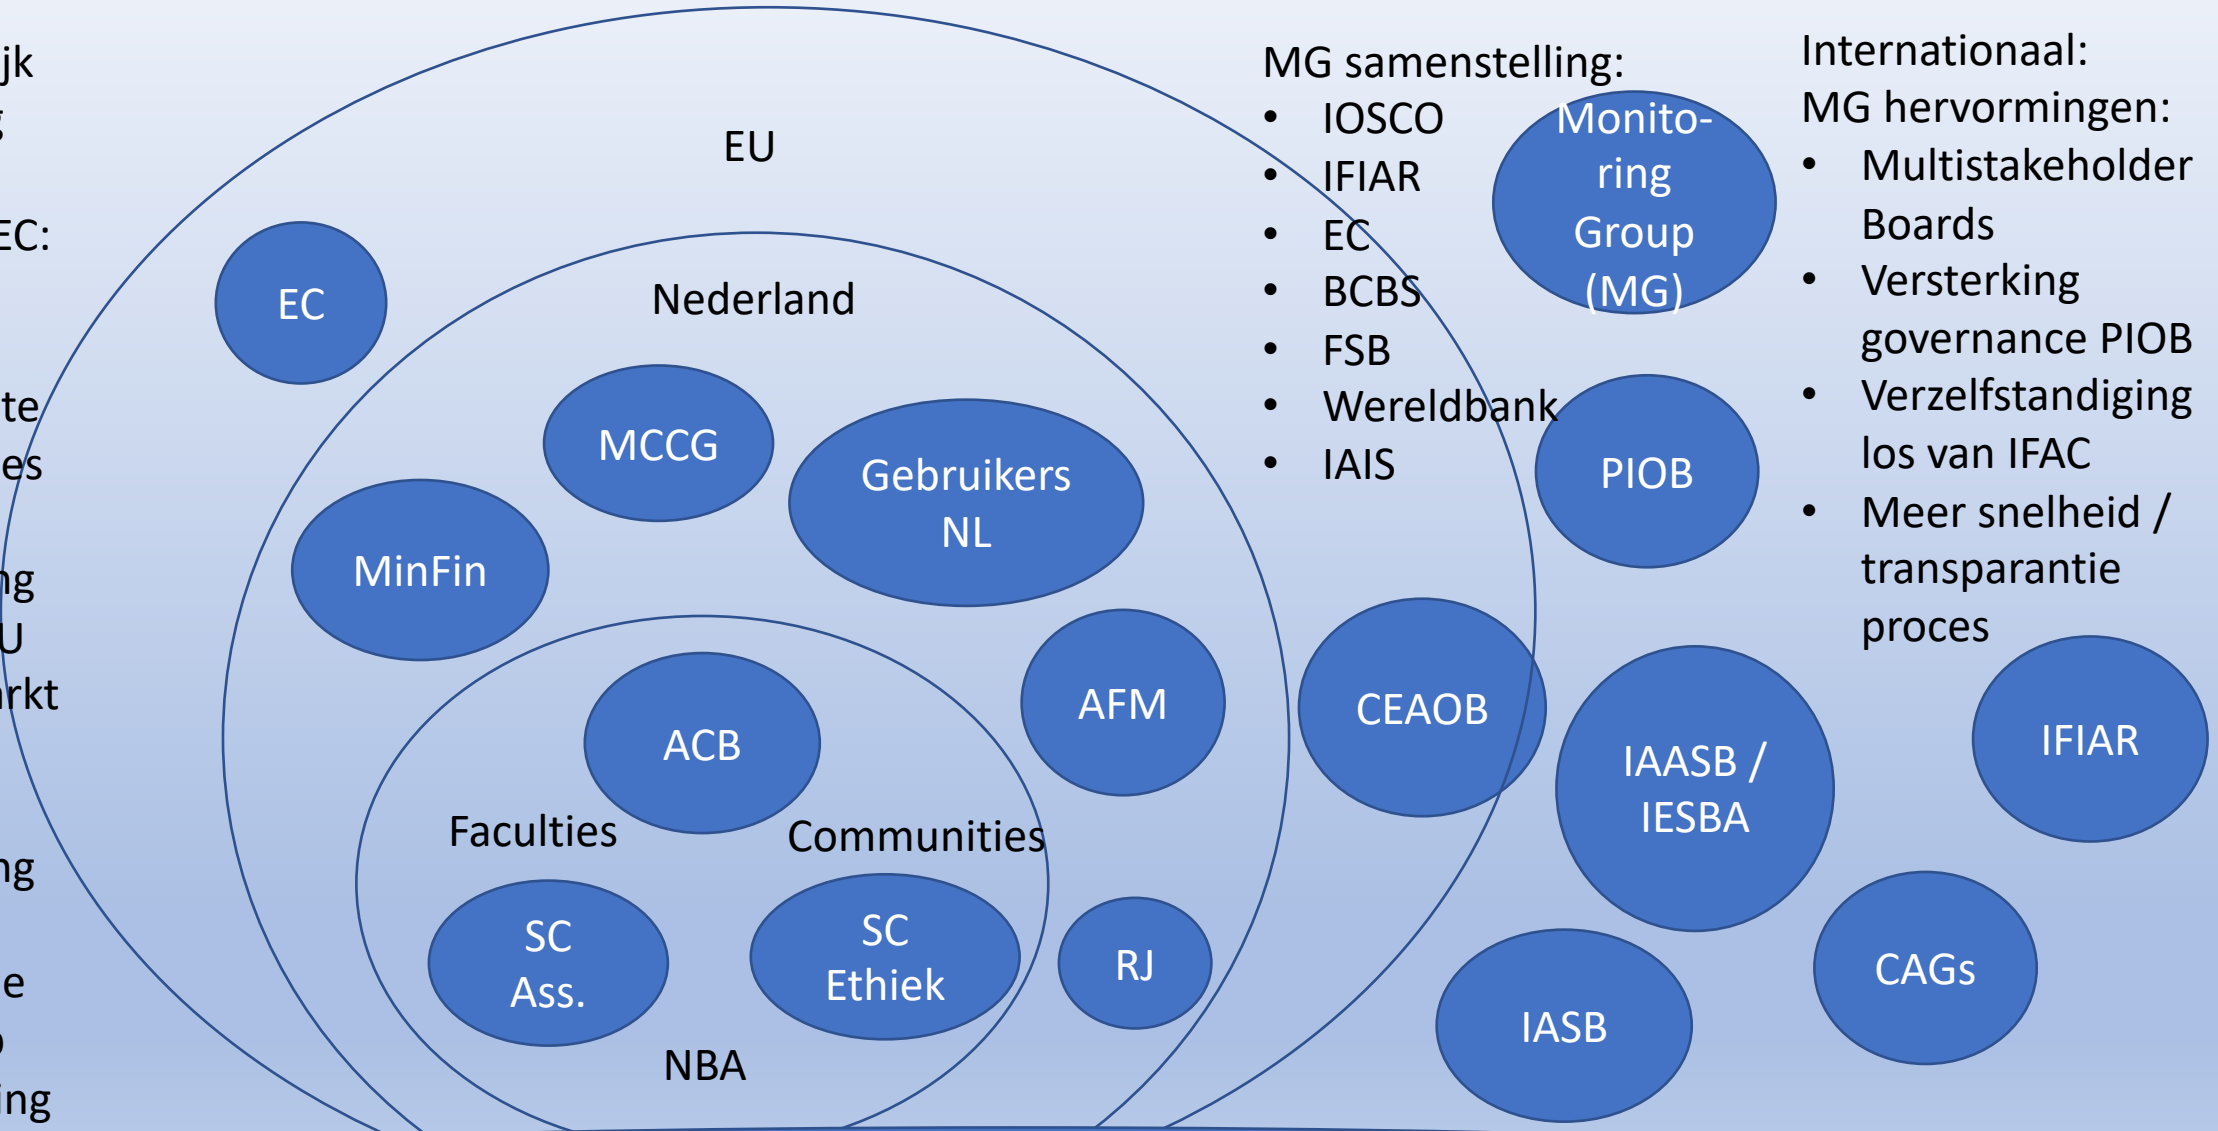 EC:
EU
EC
Nederland
MCCG
Gebruikers
NL
MinFin
AFM
ACB
Faculties
Communities
SC
Ass.
SC
Ethiek
RJ
NBA
MG samenstelling:
• IOSCO
• IFIAR
• EC
• BCBS
• FSB
• Wereldbank
• IAIS
Monito-
ring
Group
(MG)
PIOB
CEAOB
IAASB /
IESBA
IFIAR
CAGs
IASB
Internationaal:
MG hervormingen:
• Multistakeholder
Boards
• Versterking
governance PIOB
• Verzelfstandiging
los van IFAC
• Meer snelheid /
transparantie
proces